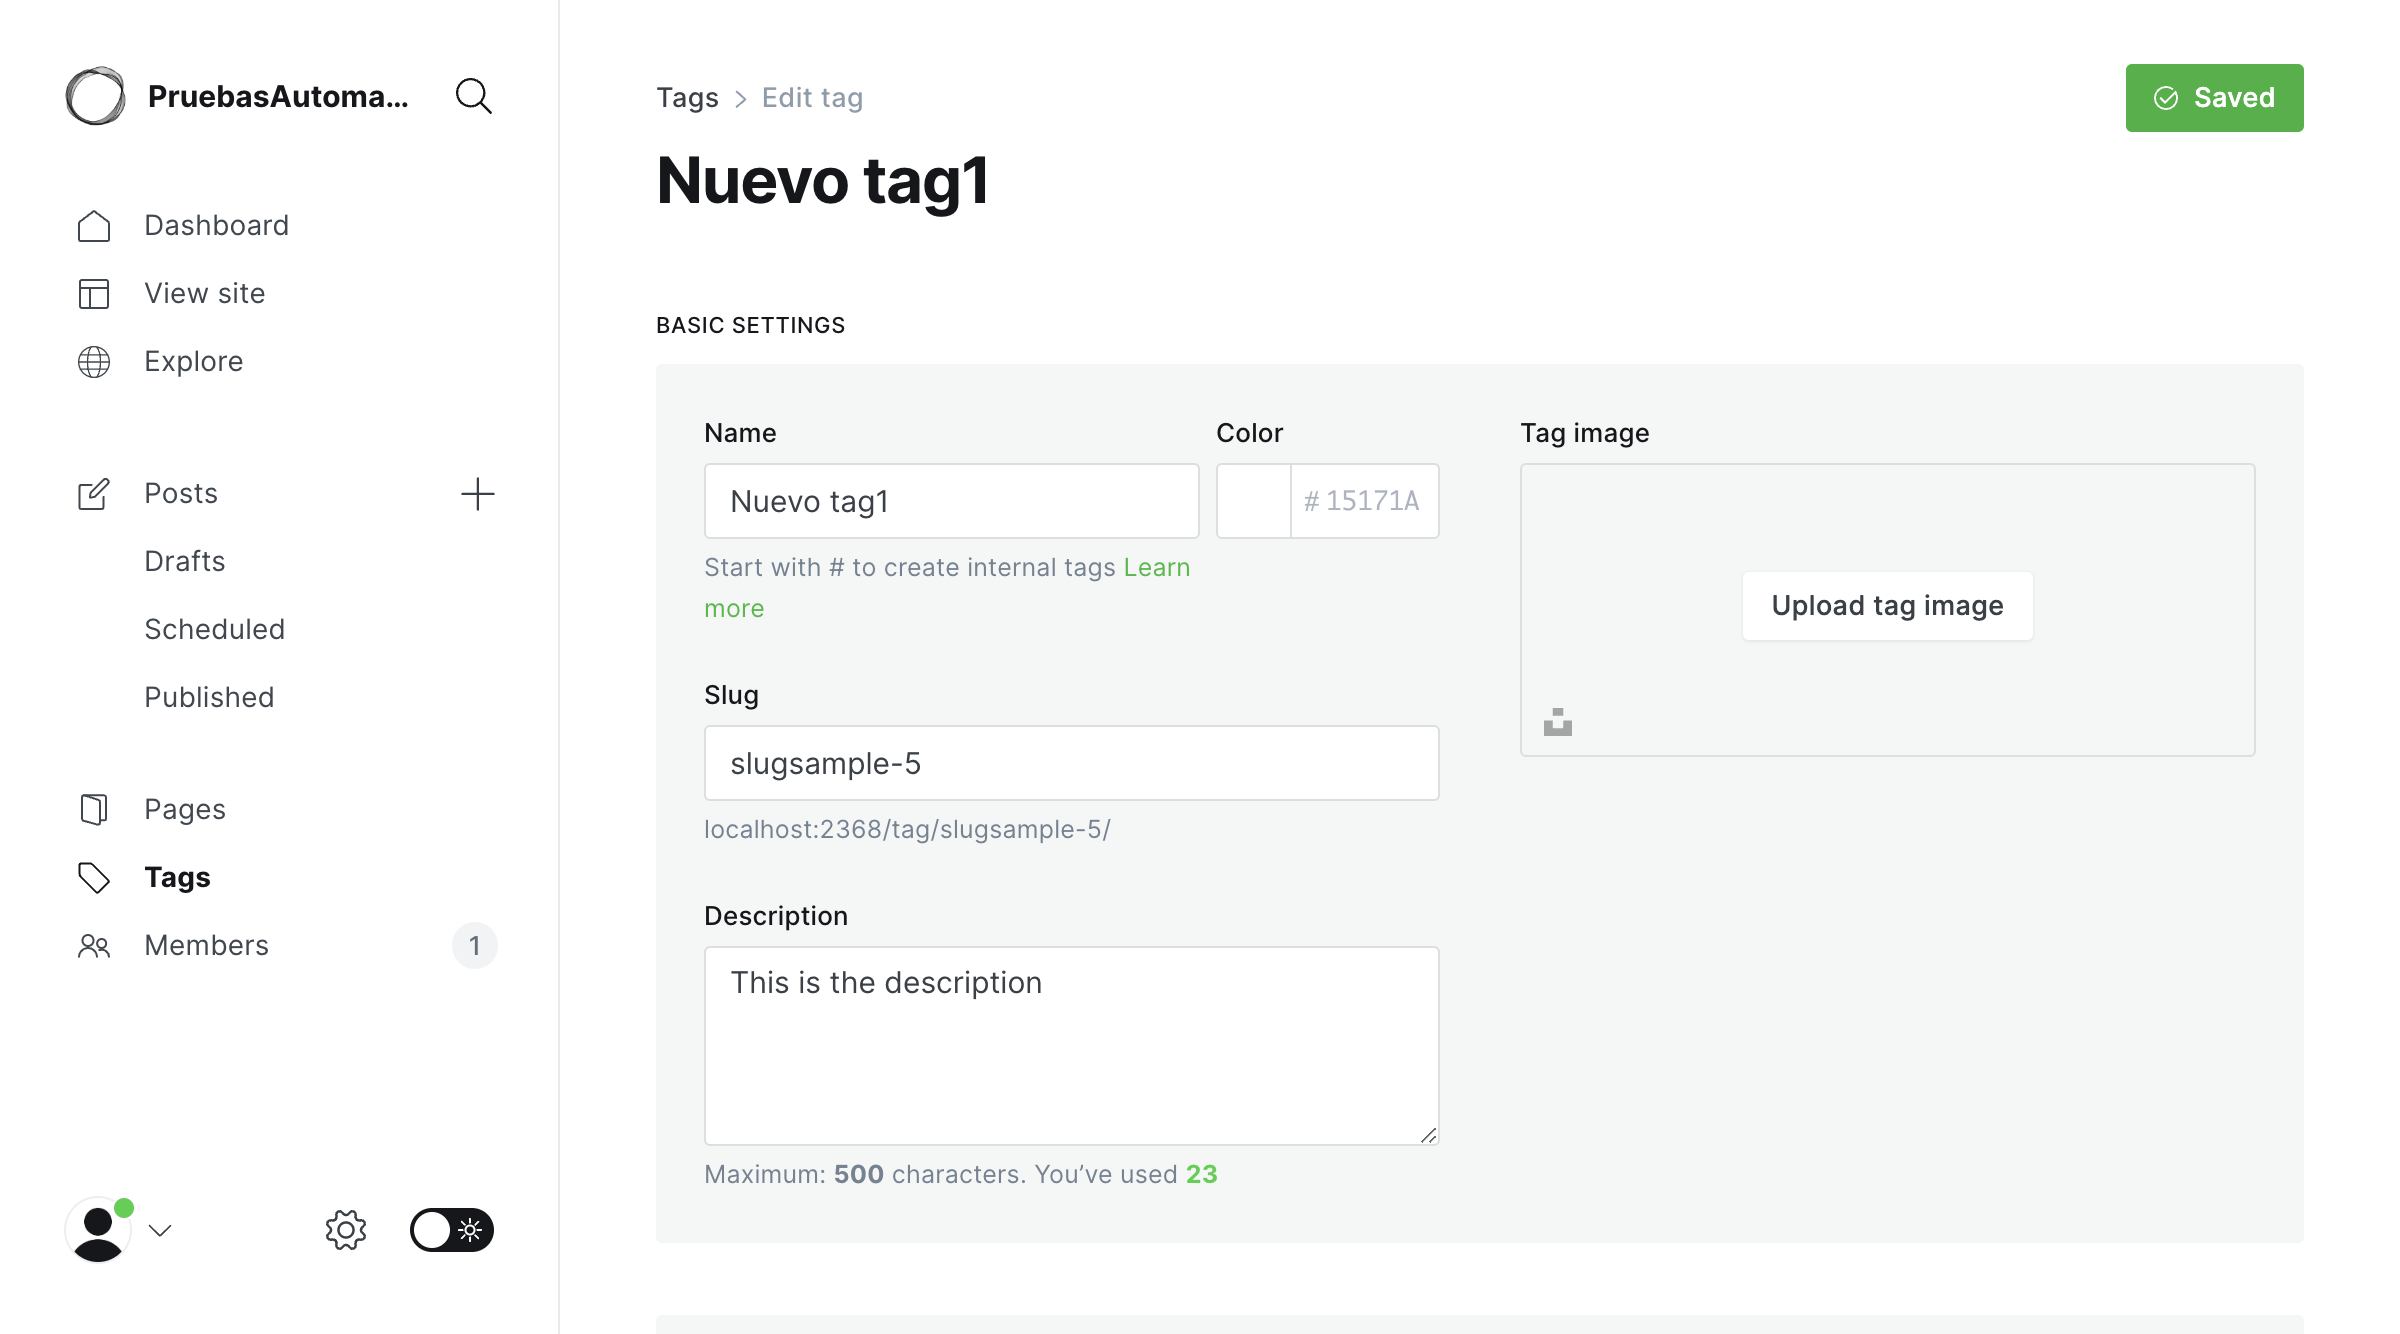 PruebasAutoma...
Dashboard
View site
Explore
Posts
Drafts
Scheduled
Published
Pages
Tags
Members
1
Tags > Edit tag
Saved
Nuevo tag1
BASIC SETTINGS
Name
Nuevo tag1
Start with # to create internal tags Learn
more
Color
# 15171A
Slug
slugsample-5
localhost:2368/tag/slugsample-5/
Description
This is the description
Maximum: 500 characters. You’ve used 23
Tag image
Upload tag image